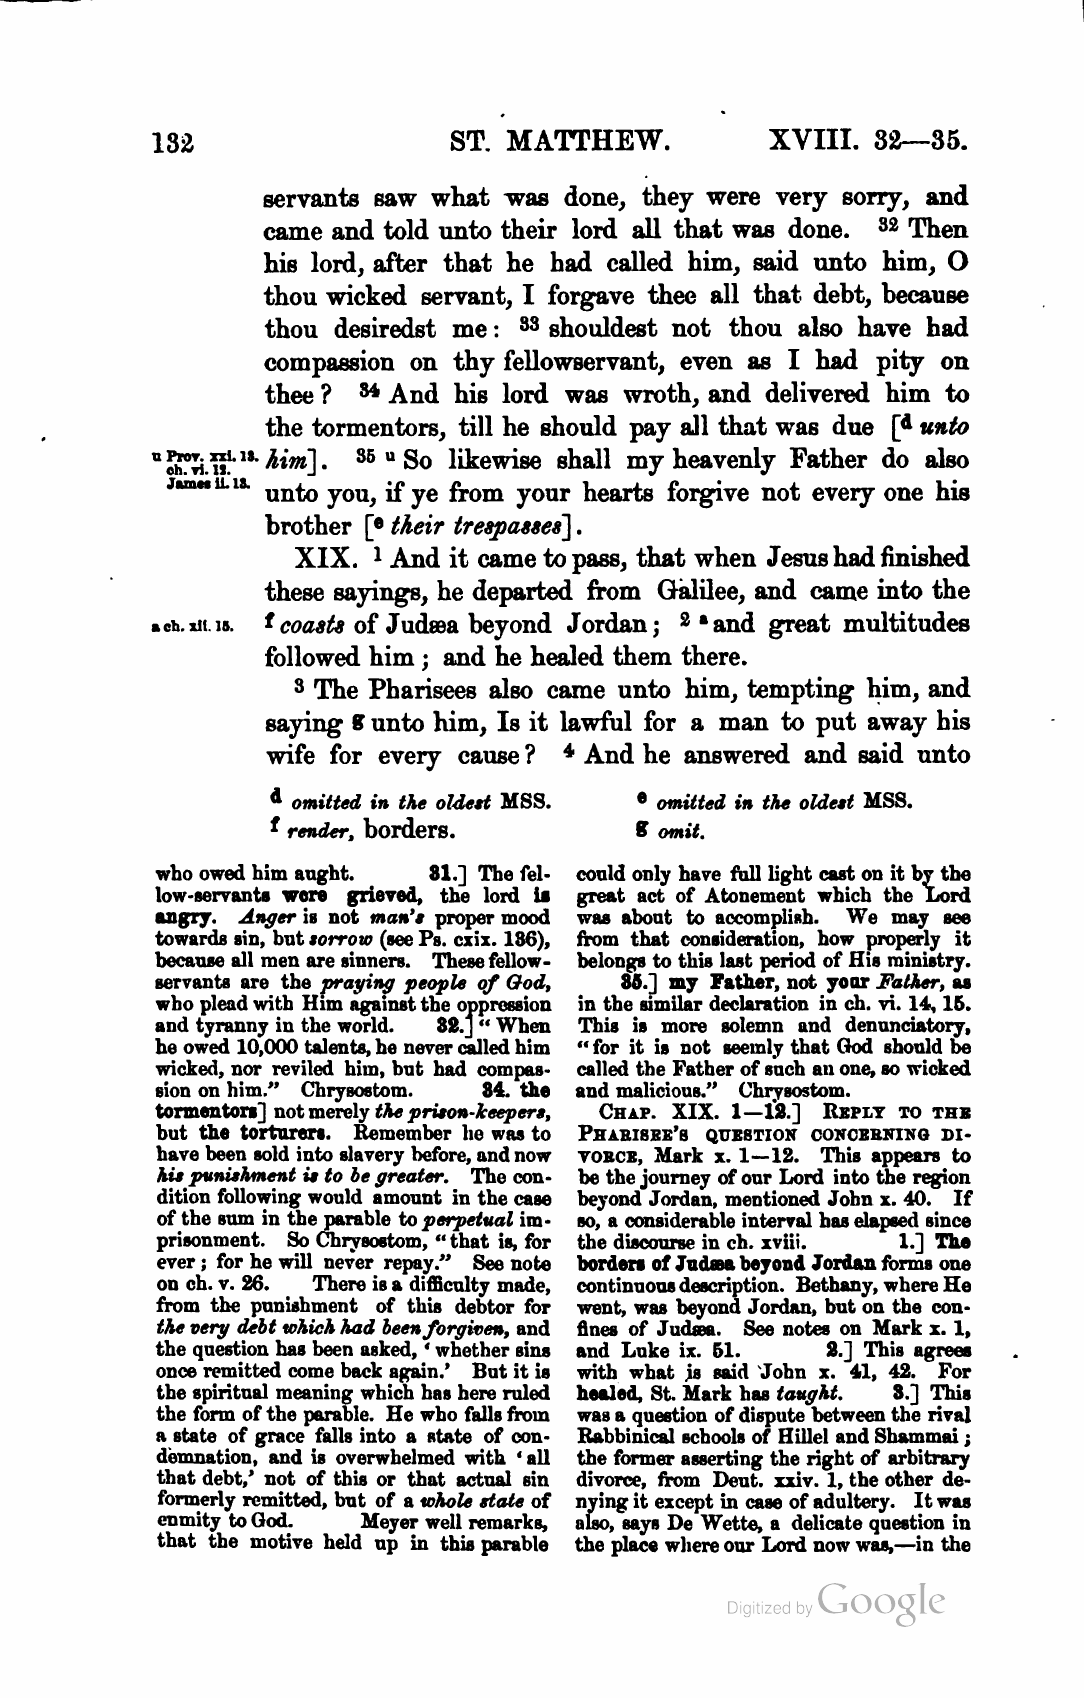 132 ST. MATTHEW. XVIII. 32—35.
servants saw what was done, they were very sorry, and
came and told unto their lord all that was done. 32 Then
his lord, after that he had called him, said unto him, O
thou wicked servant, I forgave thee all that debt, because
thou desiredst me: 33 shouldest not thou also have had
compassion on thy fellowservant, even as I had pity on
thee? 34 And his lord was wroth, and delivered him to
the tormentors, till he should pay all that was due [d unto
him]. 35 u So likewise shall my heavenly Father do also
unto you, if ye from your hearts forgive not every one his
brother [e their trespasses].
u Prov. xxi. 13.
ch. vi. 12.
James ii. 13.
XIX. 1 And it came to pass, that when Jesus had finished
these sayings, he departed from Galilee, and came into the
f coasts of Judæa beyond Jordan; 2 a and great multitudes
followed him; and he healed them there.
a ch. xii. 15.
3 The Pharisees also came unto him, tempting him, and
saying g unto him, Is it lawful for a man to put away his
wife for every cause? 4 And he answered and said unto
d omitted in the oldest MSS.
e omitted in the oldest MSS.
f render, borders.
g omit.
who owed him aught. 31.] The fel-
low-servants were grieved, the lord is
angry. Anger is not man's proper mood
towards sin, but sorrow (see Ps. cxix. 136),
because all men are sinners. These fellow-
servants are the praying people of God,
who plead with Him against the oppression
and tyranny in the world. 32.] “When
he owed 10,000 talents, he never called him
wicked, nor reviled him, but had compas-
sion on him.” Chrysostom. 34. the
tormentors] not merely the prison-keepers,
but the torturers. Remember he was to
have been sold into slavery before, and now
his punishment is to be greater. The con-
dition following would amount in the case
of the sum in the parable to perpetual im-
prisonment. So Chrysostom, “that is, for
ever; for he will never repay.” See note
on ch. v. 26. There is a difficulty made,
from the punishment of this debtor for
the very debt which had been forgiven, and
the question has been asked, ‘whether sins
once remitted come back again.’ But it is
the spiritual meaning which has here ruled
the form of the parable. He who falls from
a state of grace falls into a state of con-
demnation, and is overwhelmed with ‘all
that debt,’ not of this or that actual sin
formerly remitted, but of a whole state of
enmity to God. Meyer well remarks,
that the motive held up in this parable
could only have full light cast on it by the
great act of Atonement which the Lord
was about to accomplish. We may see
from that consideration, how properly it
belongs to this last period of His ministry.
35.] my Father, not your Father, as
in the similar declaration in ch. vi. 14, 15.
This is more solemn and denunciatory,
“for it is not seemly that God should be
called the Father of such an one, so wicked
and malicious.” Chrysostom.
CHAP. XIX. 1—12.] REPLY TO THE
PHARISEE'S QUESTION CONCERNING DI-
VORCE, Mark x. 1—12. This appears to
be the journey of our Lord into the region
beyond Jordan, mentioned John x. 40. If
so, a considerable interval has elapsed since
the discourse in ch. xviii. 1.] The
borders of Judæa beyond Jordan forms one
continuous description. Bethany, where He
went, was beyond Jordan, but on the con-
fines of Judæa. See notes on Mark x. 1,
and Luke ix. 51. 2.] This agrees
with what is said John x. 41, 42. For
healed, St. Mark has taught. 3.] This
was a question of dispute between the rival
Rabbinical schools of Hillel and Shammai;
the former asserting the right of arbitrary
divorce, from Deut. xxiv. 1, the other de-
nying it except in case of adultery. It was
also, says De Wette, a delicate question in
the place where our Lord now was,—in the
Digitized by Google